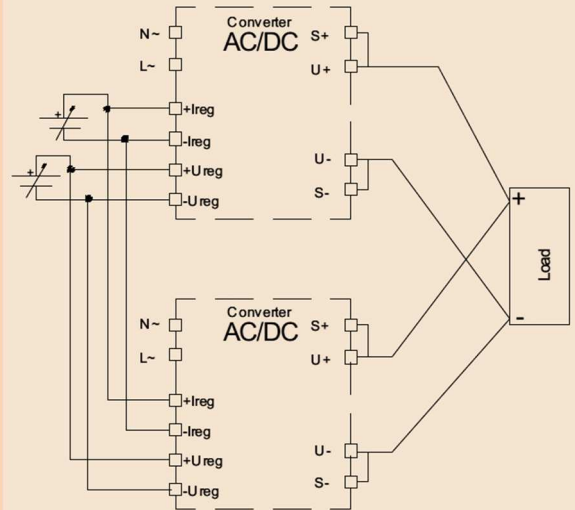 Converter
AC/DC
N~
L~
+Ireg
-Ireg
+Ureg
-Ureg
S+
U+
U-
S-
+
+
+
-
Load
Converter
AC/DC
N~
L~
+Ireg
-Ireg
+Ureg
-Ureg
S+
U+
U-
S-